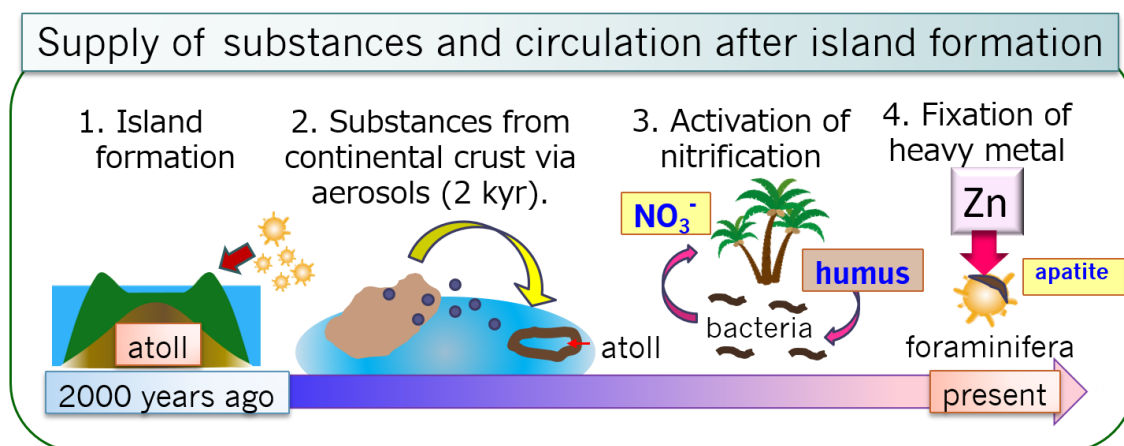 Supply of substances and circulation after island formation
1. Island
formation
2. Substances from
continental crust via
aerosols (2 kyr).
3. Activation of
nitrification
4. Fixation of
heavy metal
Zn
NO₃⁻
humus
apatite
bacteria
atoll
atoll
foraminifera
2000 years ago
present